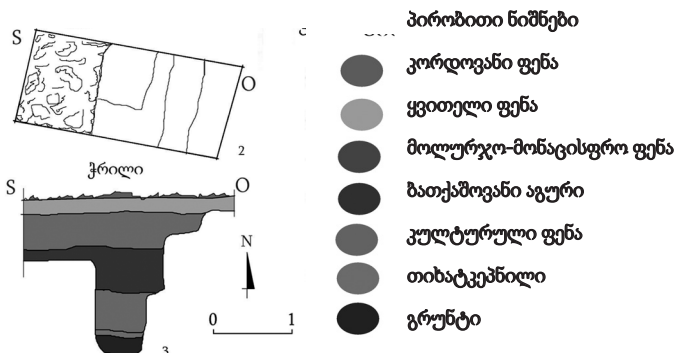 S
O
2
ჭრილი
S
O
N
0 1
3
პირობითი ნიშნები
კორდოვანი ფენა
ყვითელი ფენა
მოლურჯო-მონაცისფრო ფენა
ბათქაშოვანი აგური
კულტურული ფენა
თიხატკეპნილი
გრუნტი